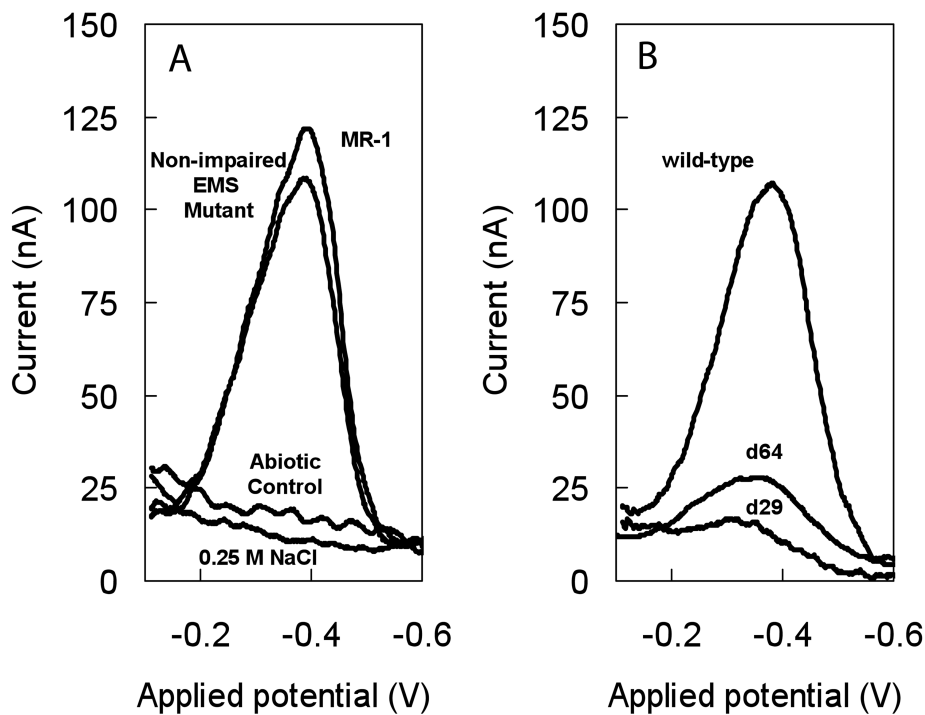 A
Current (nA)
150
125
100
75
50
25
0
MR-1
Non-impaired
EMS
Mutant
Abiotic
Control
0.25 M NaCl
-0.2
-0.4
-0.6
Applied potential (V)
B
Current (nA)
150
125
100
75
50
25
0
wild-type
d64
d29
-0.2
-0.4
-0.6
Applied potential (V)